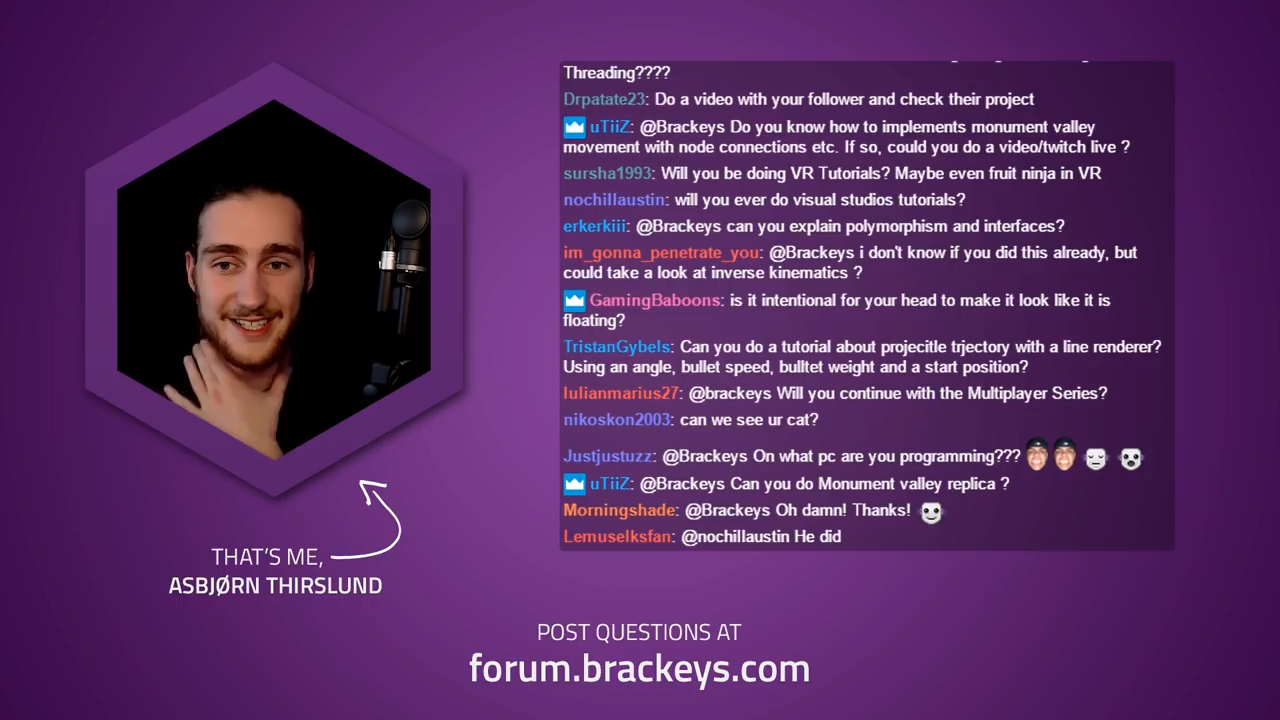 Threading????
Drpatate23: Do a video with your follower and check their project
uTiiZ: @Brackeys Do you know how to implements monument valley
movement with node connections etc. If so, could you do a video/twitch live ?
sursha1993: Will you be doing VR Tutorials? Maybe even fruit ninja in VR
nochillaustin: will you ever do visual studios tutorials?
erkerkiii: @Brackeys can you explain polymorphism and interfaces?
im_gonna_penetrate_you: @Brackeys i don't know if you did this already, but
could take a look at inverse kinematics ?
GamingBaboons: is it intentional for your head to make it look like it is
floating?
TristanGybels: Can you do a tutorial about projecitle trjectory with a line renderer?
Using an angle, bullet speed, bulltet weight and a start position?
Iulianmarius27: @brackeys Will you continue with the Multiplayer Series?
nikoskon2003: can we see ur cat?
Justjustuzz: @Brackeys On what pc are you programming???
uTiiZ: @Brackeys Can you do Monument valley replica ?
Morningshade: @Brackeys Oh damn! Thanks!
Lemuselksfan: @nochillaustin He did
THAT'S ME,
ASBJØRN THIRSLUND
POST QUESTIONS AT
forum.brackeys.com